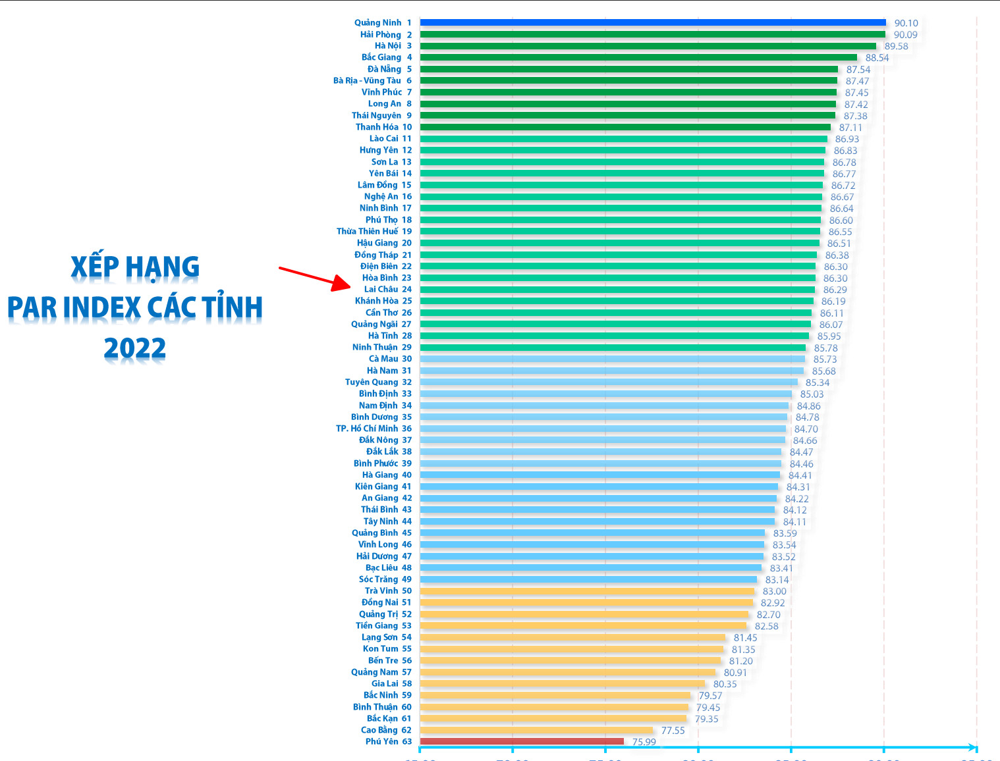 Quảng Ninh 1 90.10
Hải Phòng 2 90.09
Hà Nội 3 89.58
Bắc Giang 4 88.54
Đà Nẵng 5 87.54
Bà Rịa - Vũng Tàu 6 87.47
Vĩnh Phúc 7 87.45
Long An 8 87.42
Thái Nguyên 9 87.38
Thanh Hóa 10 87.11
Lào Cai 11 86.93
Hưng Yên 12 86.83
Sơn La 13 86.78
Yên Bái 14 86.77
Lâm Đồng 15 86.72
Nghệ An 16 86.67
Ninh Bình 17 86.64
Phú Thọ 18 86.60
Thừa Thiên Huế 19 86.55
Hậu Giang 20 86.51
Đồng Tháp 21 86.38
Điện Biên 22 86.30
Hòa Bình 23 86.30
Lai Châu 24 86.29
Khánh Hòa 25 86.19
Cần Thơ 26 86.11
Quảng Ngãi 27 86.07
Hà Tĩnh 28 85.95
Ninh Thuận 29 85.78
Cà Mau 30 85.73
Hà Nam 31 85.68
Tuyên Quang 32 85.34
Bình Định 33 85.03
Nam Định 34 84.86
Bình Dương 35 84.78
TP. Hồ Chí Minh 36 84.70
Đắk Nông 37 84.66
Đắk Lắk 38 84.47
Bình Phước 39 84.46
Hà Giang 40 84.41
Kiên Giang 41 84.31
An Giang 42 84.22
Thái Bình 43 84.12
Tây Ninh 44 84.11
Quảng Bình 45 83.59
Vĩnh Long 46 83.54
Hải Dương 47 83.52
Bạc Liêu 48 83.41
Sóc Trăng 49 83.14
Trà Vinh 50 83.00
Đồng Nai 51 82.92
Quảng Trị 52 82.70
Tiền Giang 53 82.58
Lạng Sơn 54 81.45
Kon Tum 55 81.35
Bến Tre 56 81.20
Quảng Nam 57 80.91
Gia Lai 58 80.35
Bắc Ninh 59 79.57
Bình Thuận 60 79.45
Bắc Kạn 61 79.35
Cao Bằng 62 77.55
Phú Yên 63 75.99
XẾP HẠNG
PAR INDEX CÁC TỈNH
2022